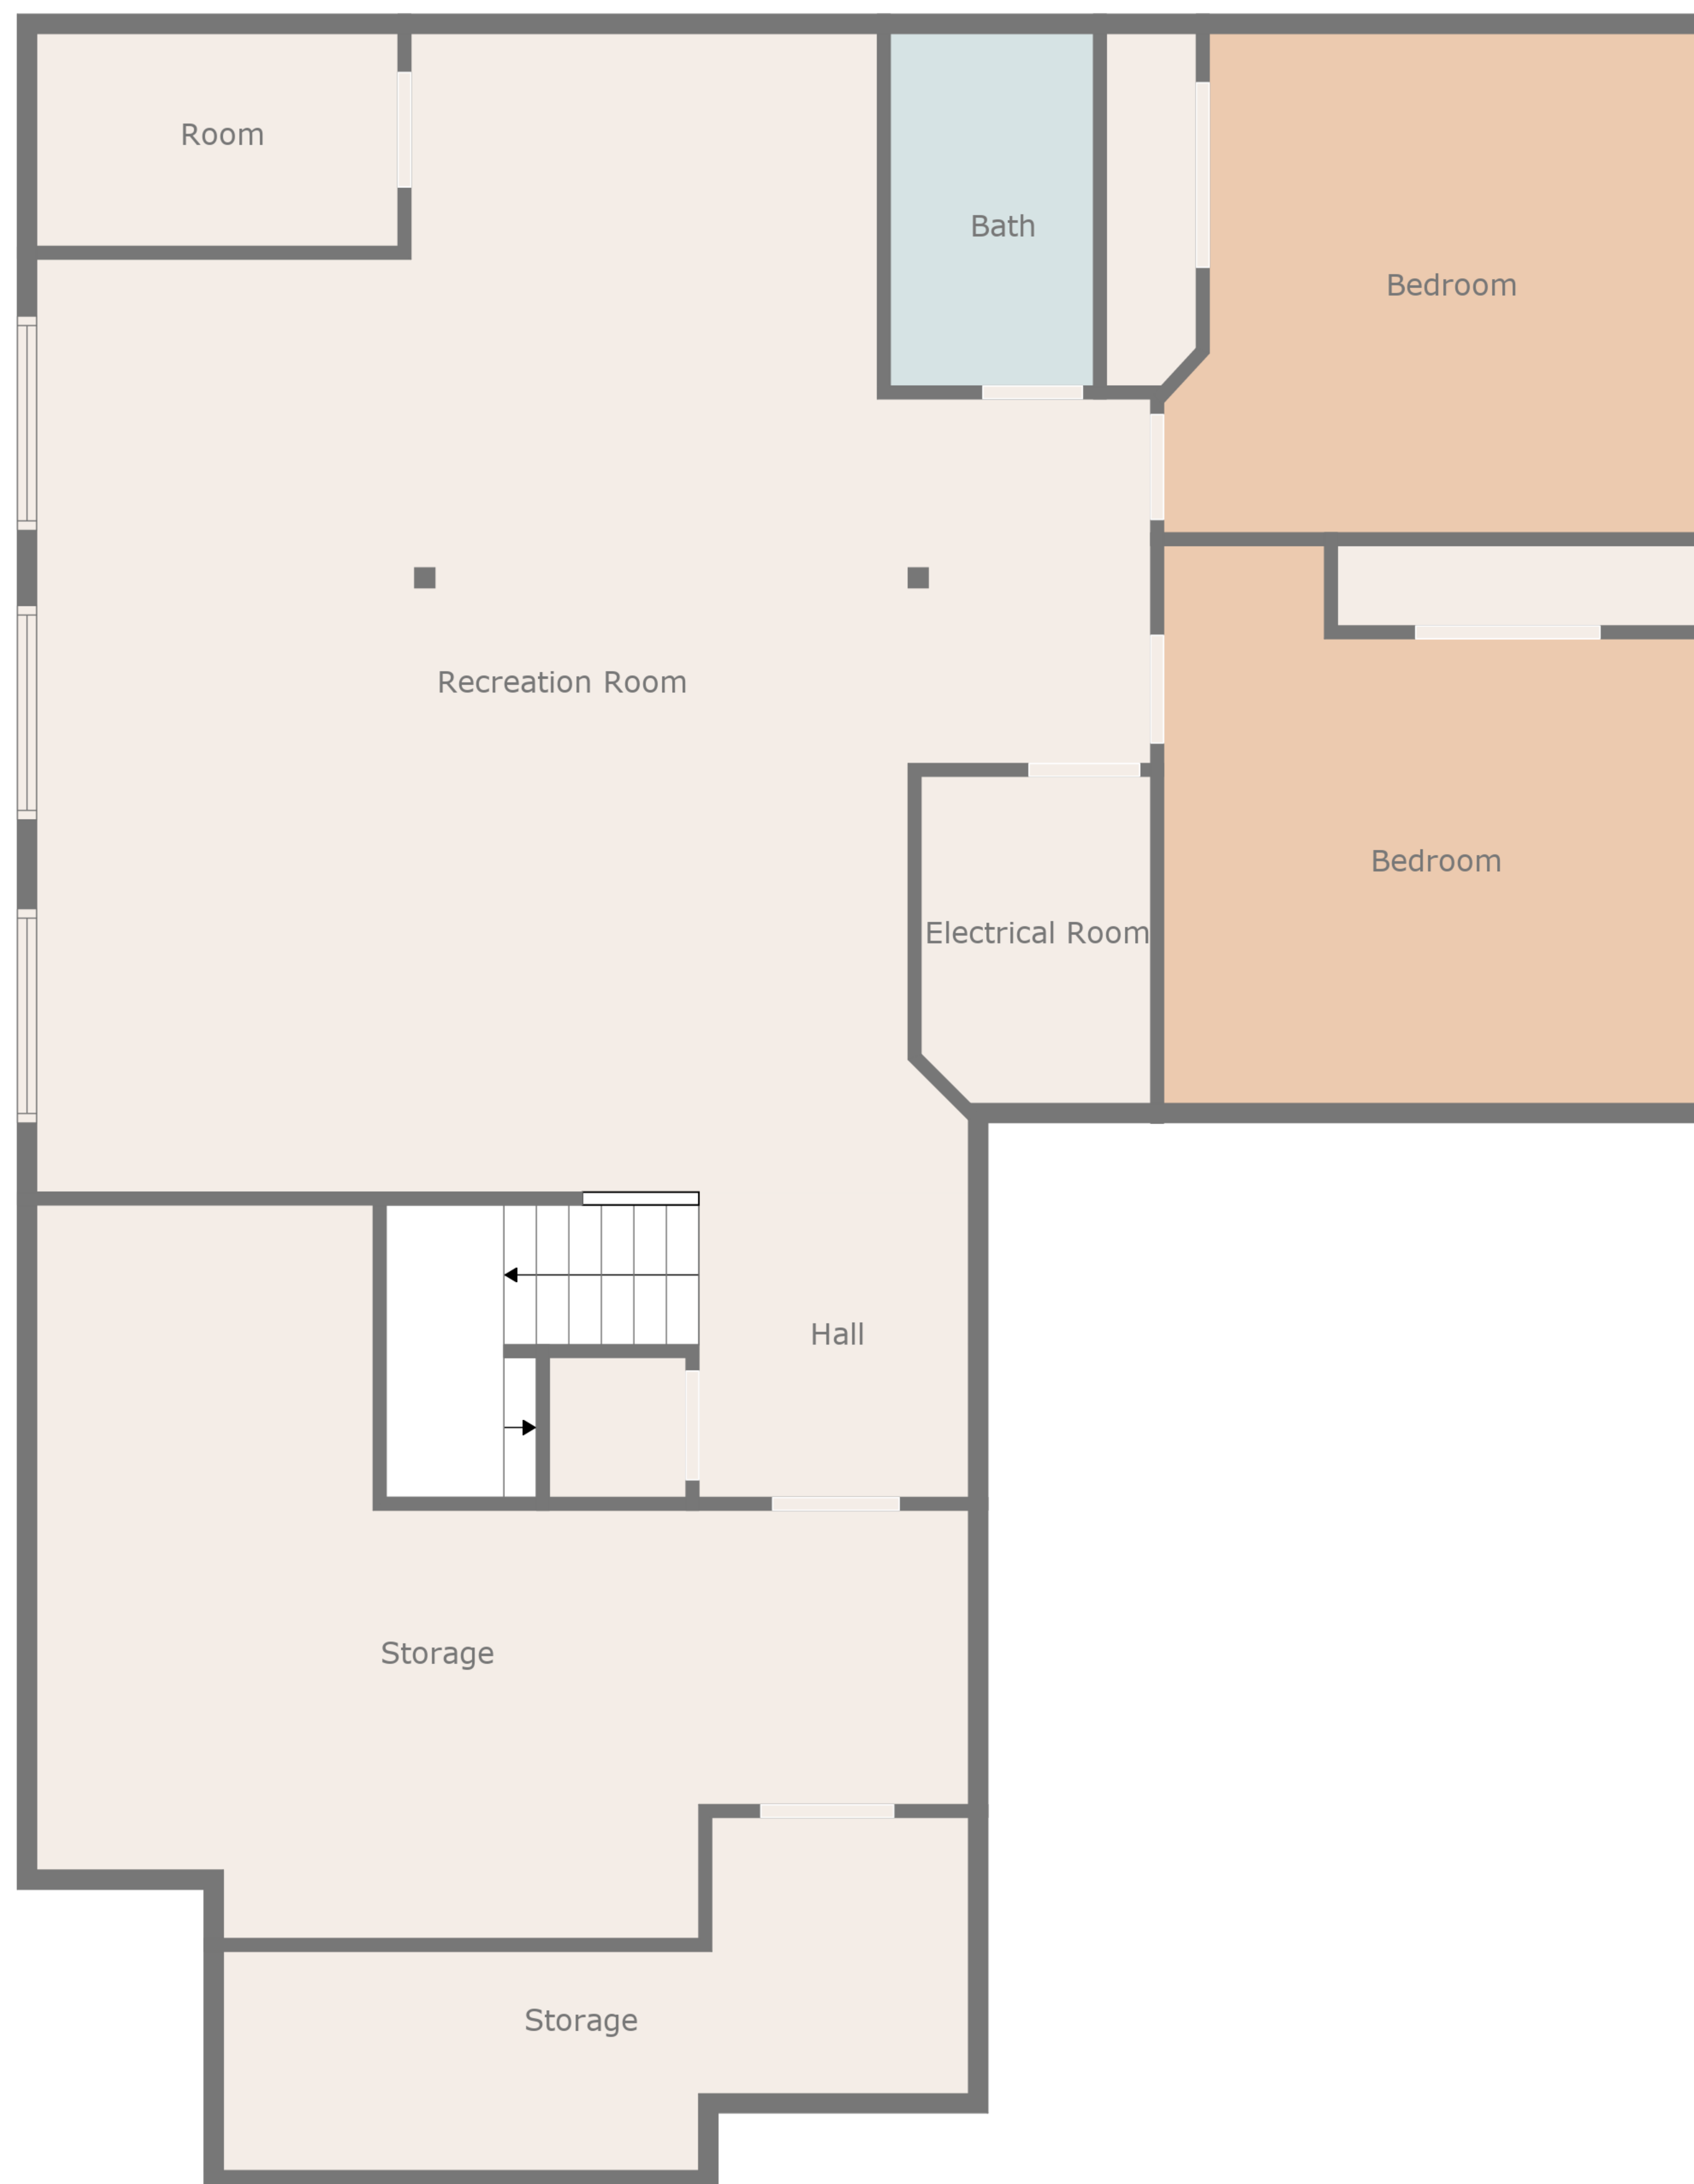 Room
Bath
Bedroom
Recreation Room
Bedroom
Electrical Room
Hall
Storage
Storage